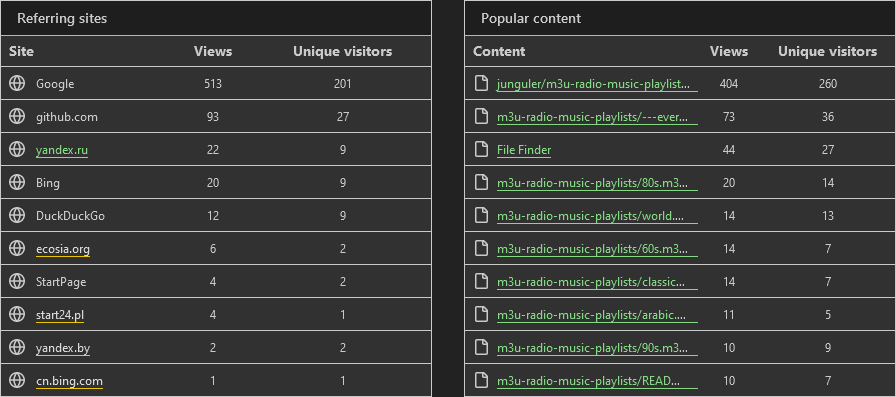 Referring sites
Site Views Unique visitors
Google 513 201
github.com 93 27
yandex.ru 22 9
Bing 20 9
DuckDuckGo 12 9
ecosia.org 6 2
StartPage 4 2
start24.pl 4 1
yandex.by 2 2
cn.bing.com 1 1
Popular content
Content Views Unique visitors
junguler/m3u-radio-music-playlist... 404 260
m3u-radio-music-playlists/---ever... 73 36
File Finder 44 27
m3u-radio-music-playlists/80s.m3... 20 14
m3u-radio-music-playlists/world.... 14 13
m3u-radio-music-playlists/60s.m3... 14 7
m3u-radio-music-playlists/classic... 14 7
m3u-radio-music-playlists/arabic.... 11 5
m3u-radio-music-playlists/90s.m3... 10 9
m3u-radio-music-playlists/READ... 10 7